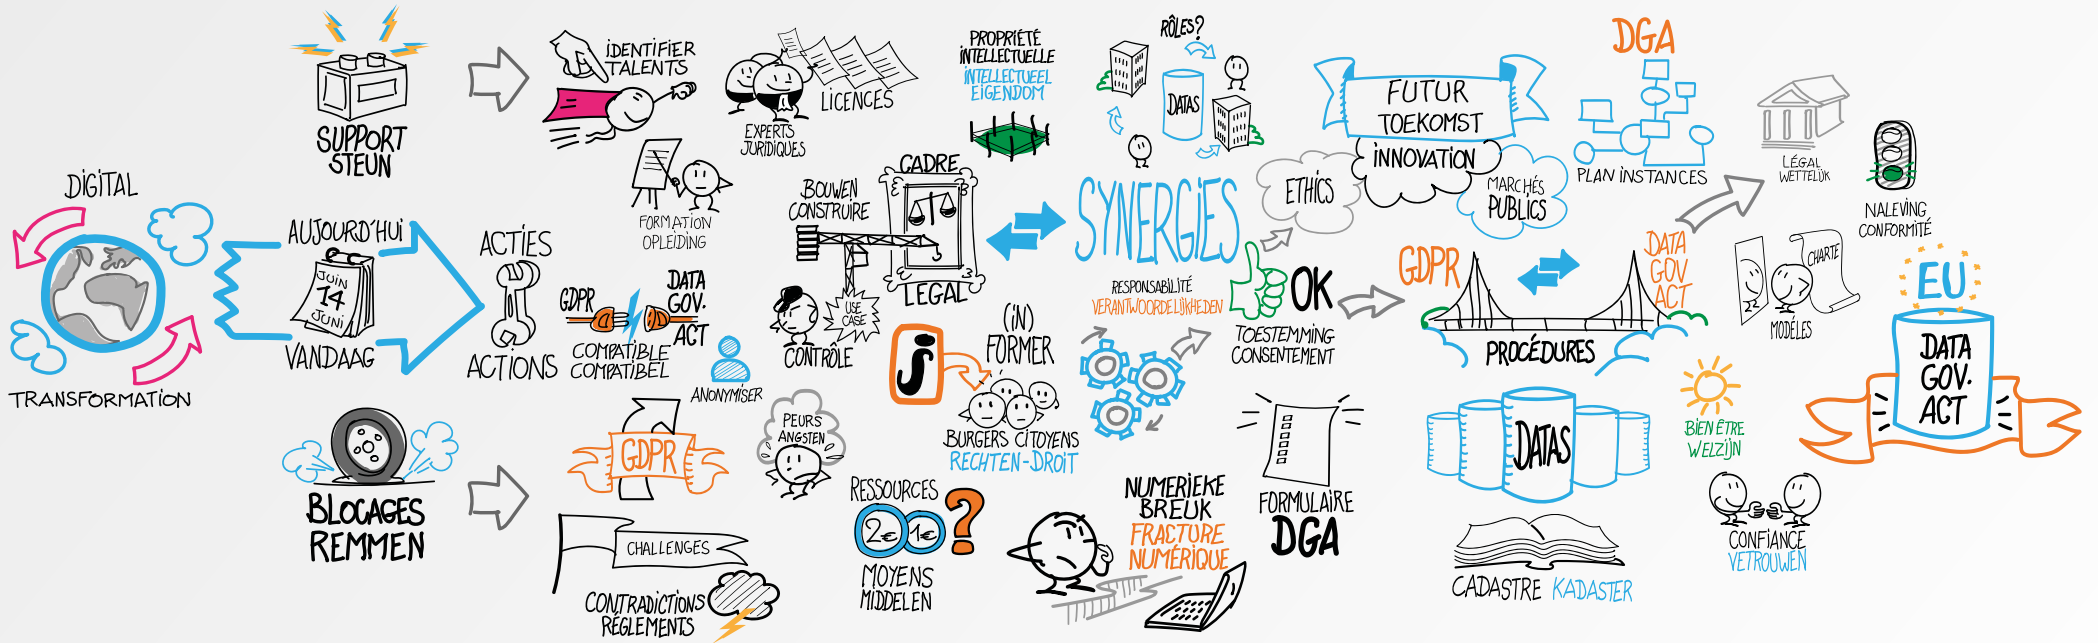 DIGITAL
TRANSFORMATION
SUPPORT
STEUN
AUJOURD'HUI
JUIN
14
JUNI
VANDAAG
BLOCAGES
REMMEN
ACTIES
ACTIONS
IDENTIFIER
TALENTS
FORMATION
OPLEIDING
EXPERTS
JURIDIQUES
LICENCES
GDPR
DATA
GOV.
ACT
COMPATIBLE
COMPATIBEL
ANONYMISER
GDPR
CHALLENGES
CONTRADICTIONS
RÉGLEMENTS
PEURS
ANGSTEN
BOUWEN
CONSTRUIRE
CADRE
LEGAL
USE
CASE
CONTRÔLE
i
(iN)
FORMER
BURGERS CITOYENS
RECHTEN-DROIT
RESSOURCES
2€ 1€ ?
MOYENS
MIDDELEN
PROPRIÉTÉ
INTELLECTUELLE
INTELLECTUEEL
EIGENDOM
RÔLES?
DATAS
SYNERGIES
RESPONSABILITÉ
VERANTWOORDELIJKHEDEN
NUMERIEKE
BREUK
FRACTURE
NUMÉRIQUE
OK
TOESTEMMING
CONSENTEMENT
FORMULAIRE
DGA
FUTUR
TOEKOMST
INNOVATION
ETHICS
MARCHÉS
PUBLICS
DGA
PLAN INSTANCES
GDPR
DATA
GOV
ACT
PROCÉDURES
DATAS
CADASTRE KADASTER
LÉGAL
WETTELIJK
NALEVING
CONFORMITÉ
CHARTE
MODÈLES
BIEN ÊTRE
WELZIJN
CONFIANCE
VETROUWEN
EU
DATA
GOV.
ACT